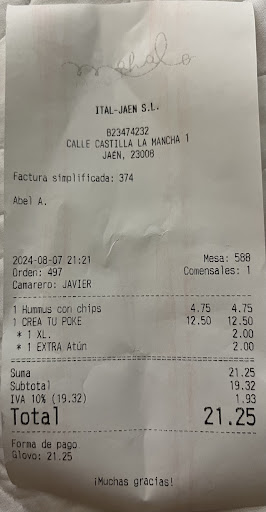 mahalo
ITAL-JAEN S.L.
B23474232
CALLE CASTILLA LA MANCHA 1
JAÉN, 23008
Factura simplificada: 374
Abel A.
2024-08-07 21:21 Mesa: 588
Orden: 497 Comensales: 1
Camarero: JAVIER
1 Hummus con chips 4.75 4.75
1 CREA TU POKE 12.50 12.50
* 1 XL. 2.00
* 1 EXTRA Atún 2.00
Suma 21.25
Subtotal 19.32
IVA 10% (19.32) 1.93
Total 21.25
Forma de pago
Glovo: 21.25
¡Muchas gracias!